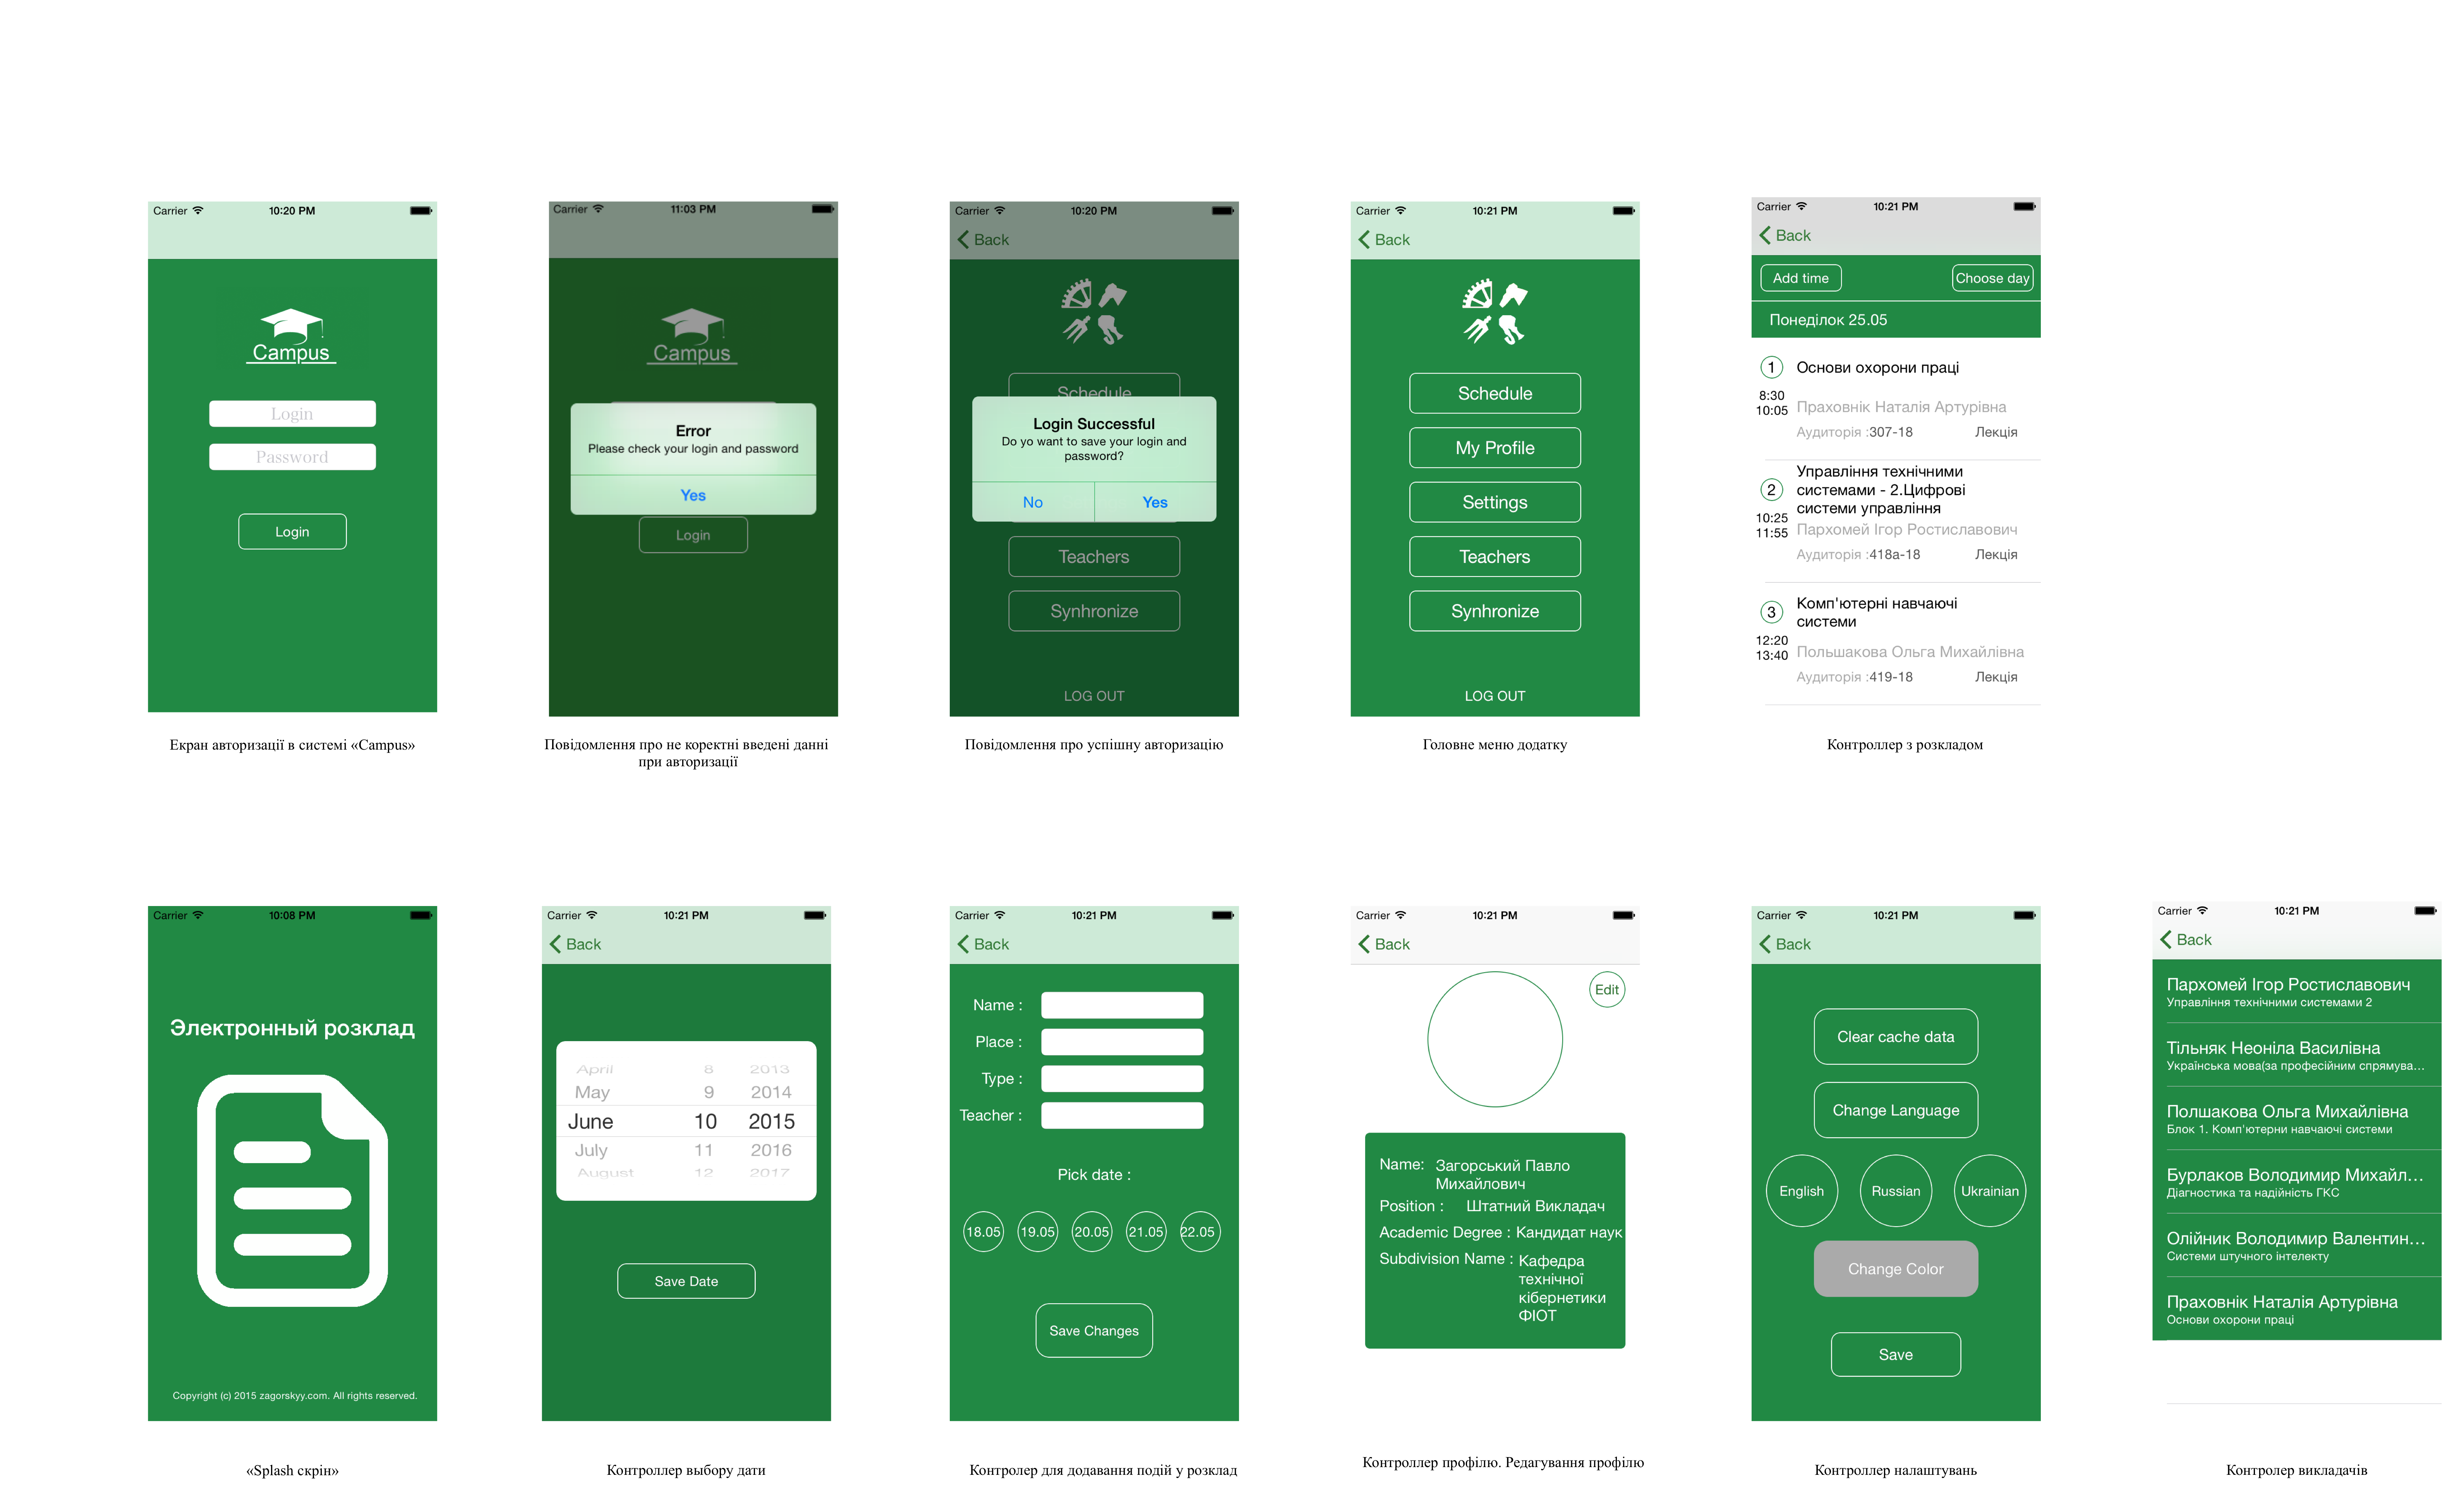 Carrier 10:20 PM
Campus
Login
Password
Login
Екран авторизації в системі «Campus»
Carrier 11:03 PM
Campus
Error
Please check your login and password
Yes
Login
Повідомлення про не коректні введені данні
при авторизації
Carrier 10:20 PM
Back
Schedule
Login Successful
Do yo want to save your login and
password?
No Yes
Teachers
Synhronize
LOG OUT
Повідомлення про успішну авторизацію
Carrier 10:21 PM
Back
Schedule
My Profile
Settings
Teachers
Synhronize
LOG OUT
Головне меню додатку
Carrier 10:21 PM
Back
Add time Choose day
Понеділок 25.05
1 Основи охорони праці
8:30
10:05 Праховнік Наталія Артурівна
Аудиторія :307-18 Лекція
Управління технічними
2 системами - 2.Цифрові
системи управління
10:25
11:55 Пархомей Ігор Ростиславович
Аудиторія :418а-18 Лекція
3 Комп'ютерні навчаючі
системи
12:20
13:40 Польшакова Ольга Михайлівна
Аудиторія :419-18 Лекція
Контроллер з розкладом
Carrier 10:08 PM
Электронный розклад
Copyright (c) 2015 zagorskyy.com. All rights reserved.
«Splash скрін»
Carrier 10:21 PM
Back
April 8 2013
May 9 2014
June 10 2015
July 11 2016
August 12 2017
Save Date
Контроллер выбору дати
Carrier 10:21 PM
Back
Name :
Place :
Type :
Teacher :
Pick date :
18.05 19.05 20.05 21.05 22.05
Save Changes
Контролер для додавання подій у розклад
Carrier 10:21 PM
Back
Edit
Name: Загорський Павло
Михайлович
Position : Штатний Викладач
Academic Degree : Кандидат наук
Subdivision Name : Кафедра
технічної
кібернетики
ФІОТ
Контроллер профілю. Редагування профілю
Carrier 10:21 PM
Back
Clear cache data
Change Language
English Russian Ukrainian
Change Color
Save
Контроллер налаштувань
Carrier 10:21 PM
Back
Пархомей Ігор Ростиславович
Управління технічними системами 2
Тільняк Неоніла Василівна
Українська мова(за професійним спрямува...
Полшакова Ольга Михайлівна
Блок 1. Комп'ютерни навчаючі системи
Бурлаков Володимир Михайл...
Діагностика та надійність ГКС
Олійник Володимир Валентин...
Системи штучного інтелекту
Праховнік Наталія Артурівна
Основи охорони праці
Контролер викладачів